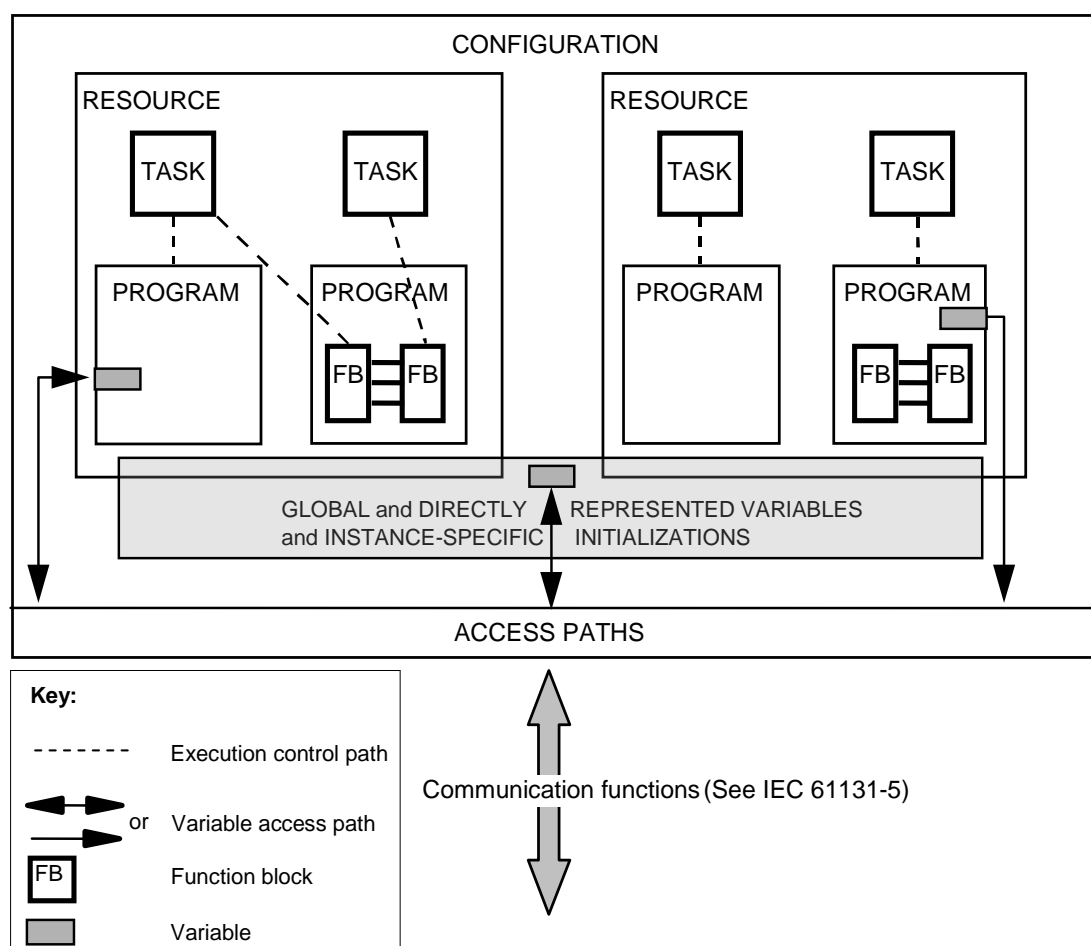 CONFIGURATION
RESOURCE
RESOURCE
TASK
TASK
TASK
TASK
PROGRAM
PROGRAM
PROGRAM
PROGRAM
FB
FB
FB
FB
GLOBAL and DIRECTLY REPRESENTED VARIABLES
and INSTANCE-SPECIFIC INITIALIZATIONS
ACCESS PATHS
Key:
Execution control path
or Variable access path
FB Function block
Variable
Communication functions (See IEC 61131-5)